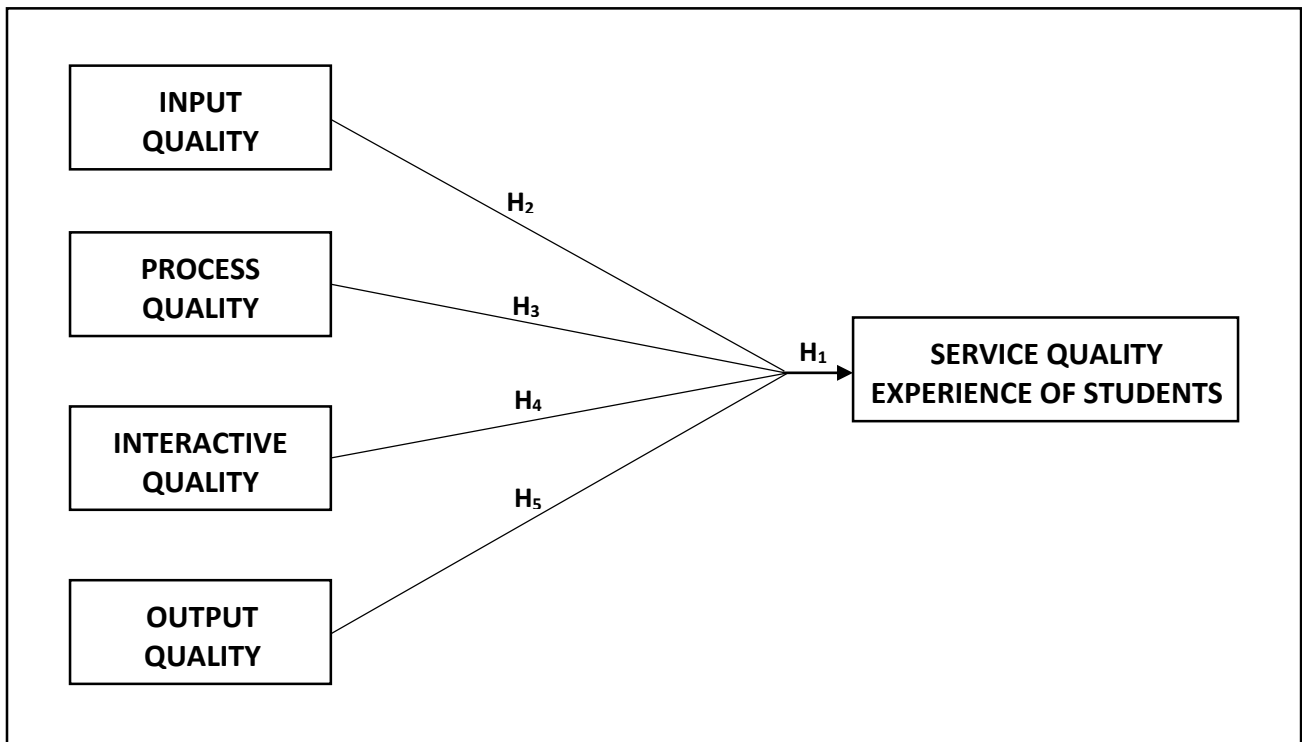 INPUT
QUALITY
H₂
PROCESS
QUALITY
H₃
H₁
SERVICE QUALITY
EXPERIENCE OF STUDENTS
H₄
INTERACTIVE
QUALITY
H₅
OUTPUT
QUALITY